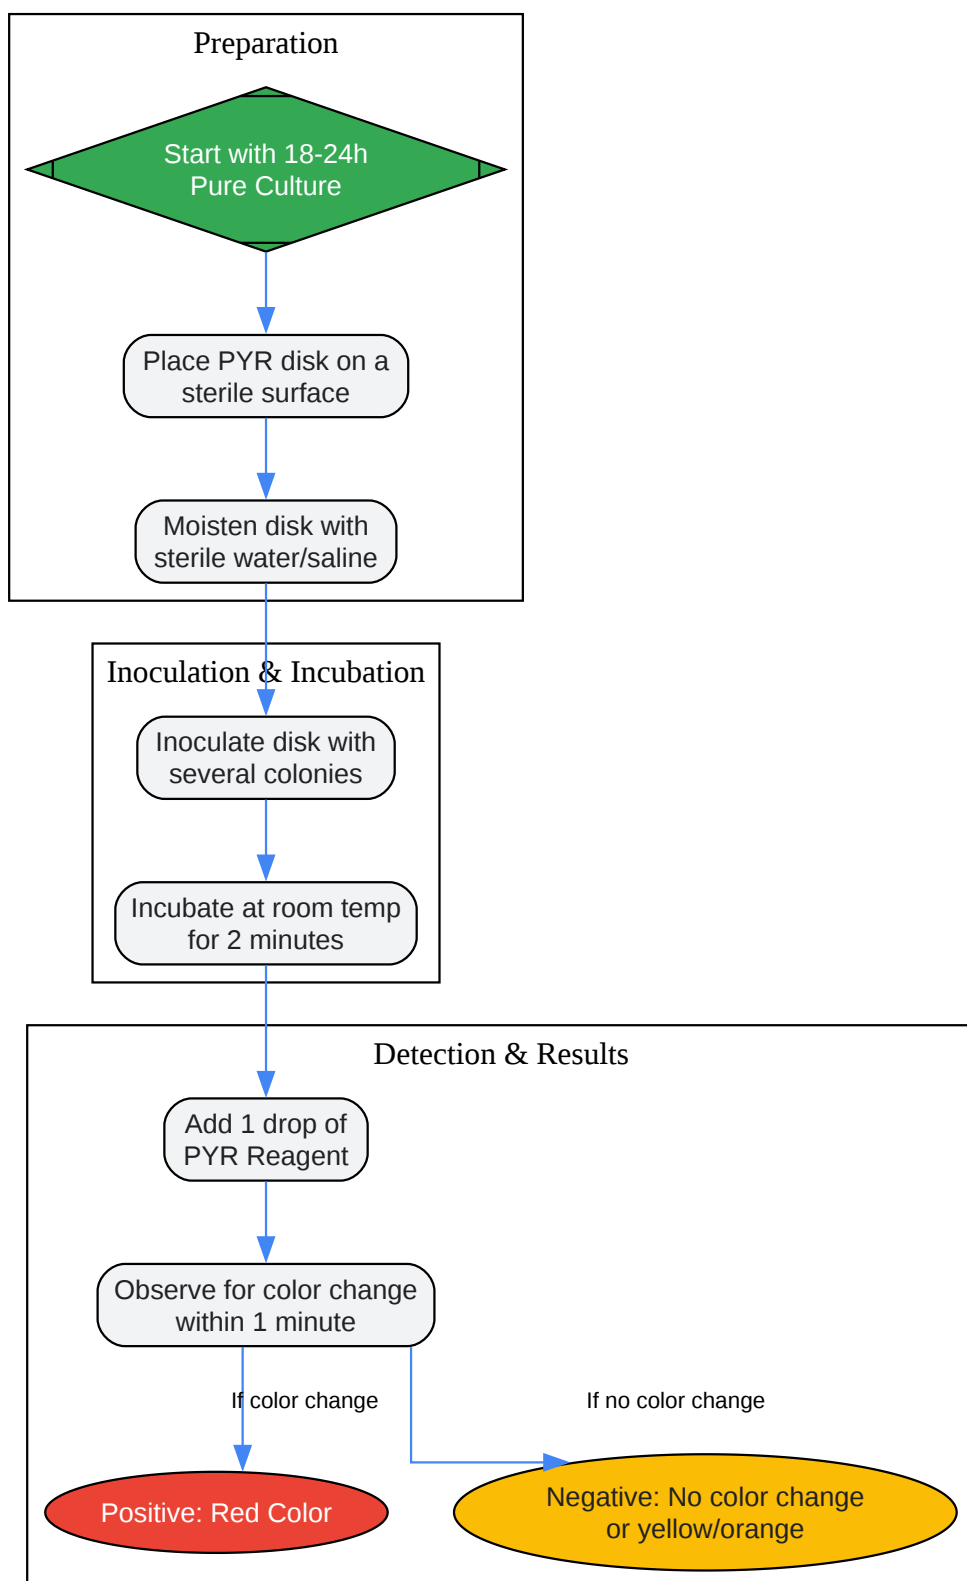 Preparation
Start with 18-24h
Pure Culture
Place PYR disk on a
sterile surface
Moisten disk with
sterile water/saline
Inoculation & Incubation
Inoculate disk with
several colonies
Incubate at room temp
for 2 minutes
Detection & Results
Add 1 drop of
PYR Reagent
Observe for color change
within 1 minute
If color change
If no color change
Positive: Red Color
Negative: No color change
or yellow/orange